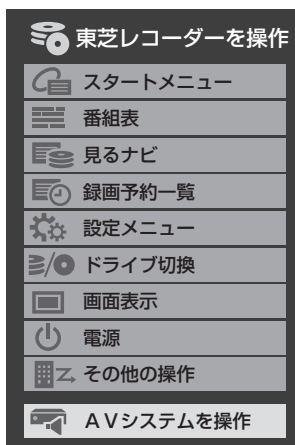 東芝レコーダーを操作
スタートメニュー
番組表
見るナビ
録画予約一覧
設定メニュー
ドライブ切換
画面表示
電源
その他の操作
ＡＶシステムを操作